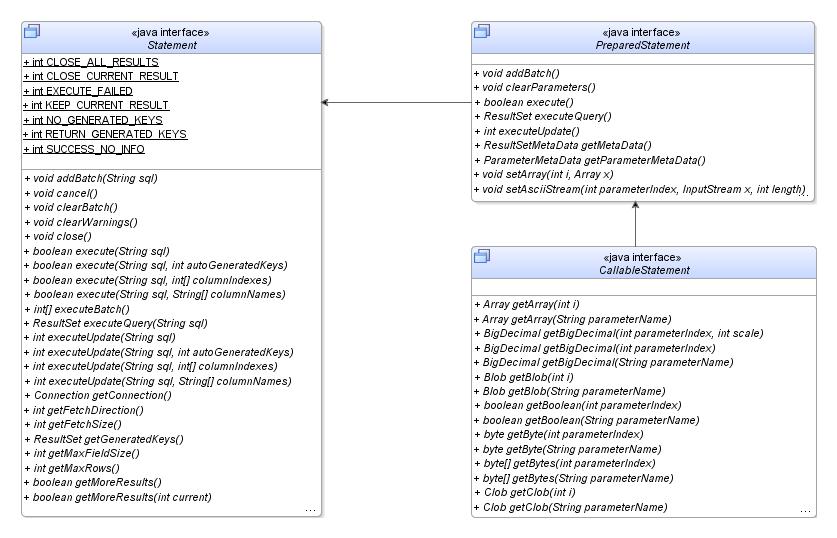 «java interface»
Statement
+ int CLOSE_ALL_RESULTS
+ int CLOSE_CURRENT_RESULT
+ int EXECUTE_FAILED
+ int KEEP_CURRENT_RESULT
+ int NO_GENERATED_KEYS
+ int RETURN_GENERATED_KEYS
+ int SUCCESS_NO_INFO
+ void addBatch(String sql)
+ void cancel()
+ void clearBatch()
+ void clearWarnings()
+ void close()
+ boolean execute(String sql)
+ boolean execute(String sql, int autoGeneratedKeys)
+ boolean execute(String sql, int[] columnIndexes)
+ boolean execute(String sql, String[] columnNames)
+ int[] executeBatch()
+ ResultSet executeQuery(String sql)
+ int executeUpdate(String sql)
+ int executeUpdate(String sql, int autoGeneratedKeys)
+ int executeUpdate(String sql, int[] columnIndexes)
+ int executeUpdate(String sql, String[] columnNames)
+ Connection getConnection()
+ int getFetchDirection()
+ int getFetchSize()
+ ResultSet getGeneratedKeys()
+ int getMaxFieldSize()
+ int getMaxRows()
+ boolean getMoreResults()
+ boolean getMoreResults(int current)
...
«java interface»
PreparedStatement
+ void addBatch()
+ void clearParameters()
+ boolean execute()
+ ResultSet executeQuery()
+ int executeUpdate()
+ ResultSetMetaData getMetaData()
+ ParameterMetaData getParameterMetaData()
+ void setArray(int i, Array x)
+ void setAsciiStream(int parameterIndex, InputStream x, int length)
...
«java interface»
CallableStatement
+ Array getArray(int i)
+ Array getArray(String parameterName)
+ BigDecimal getBigDecimal(int parameterIndex, int scale)
+ BigDecimal getBigDecimal(int parameterIndex)
+ BigDecimal getBigDecimal(String parameterName)
+ Blob getBlob(int i)
+ Blob getBlob(String parameterName)
+ boolean getBoolean(int parameterIndex)
+ boolean getBoolean(String parameterName)
+ byte getByte(int parameterIndex)
+ byte getByte(String parameterName)
+ byte[] getBytes(int parameterIndex)
+ byte[] getBytes(String parameterName)
+ Clob getClob(int i)
+ Clob getClob(String parameterName)
...